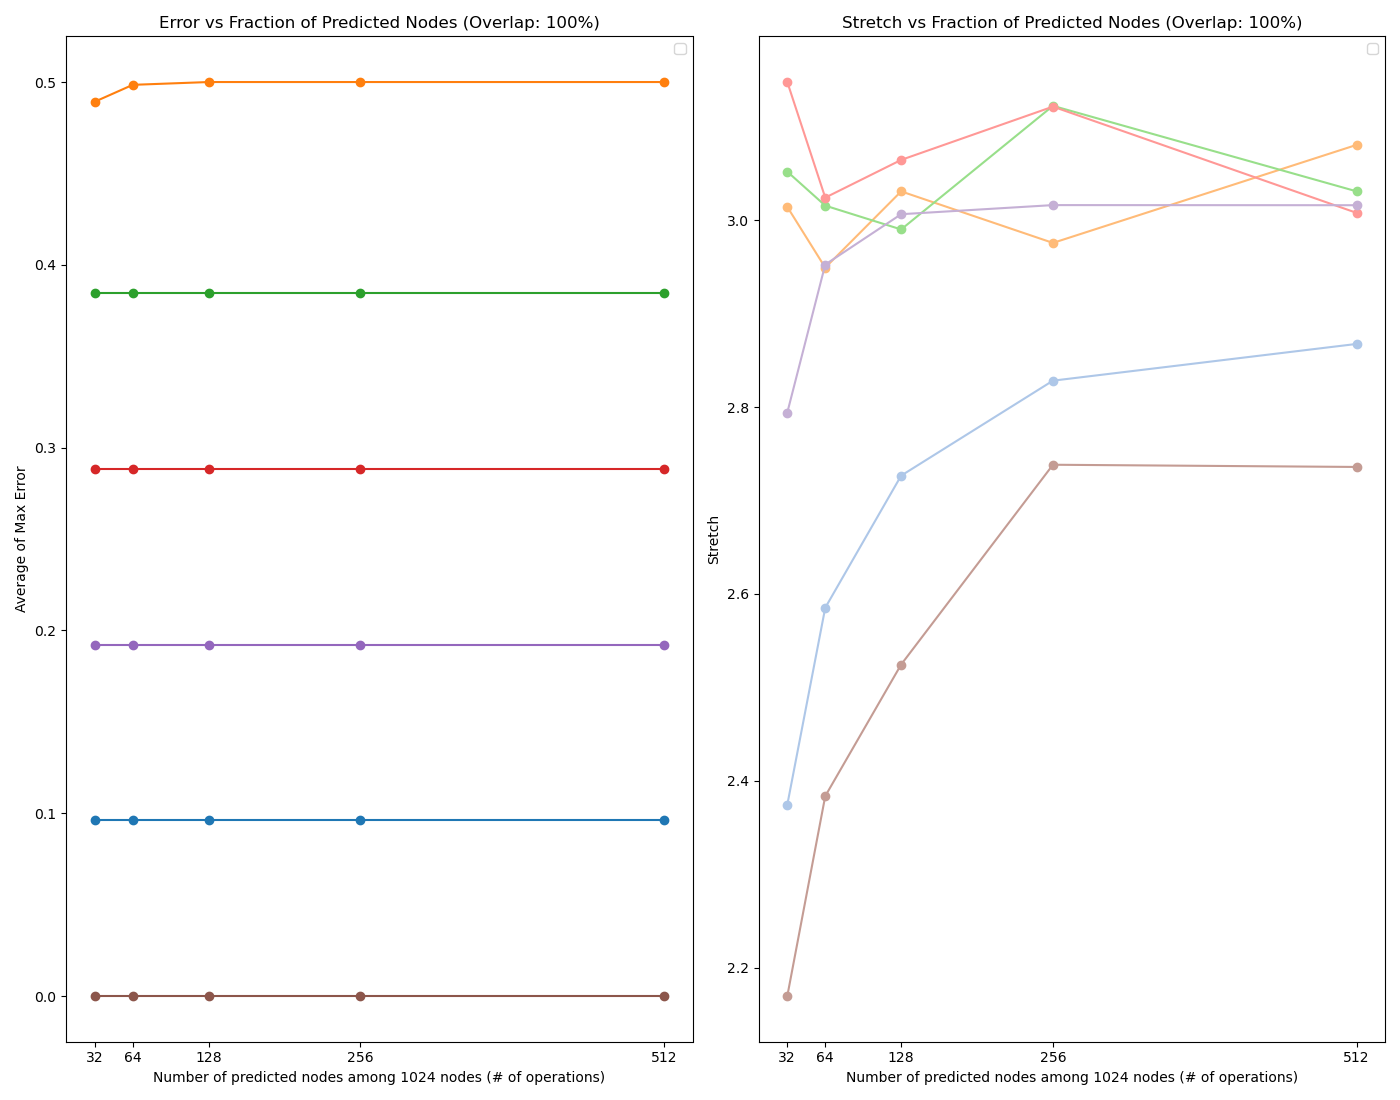 Error vs Fraction of Predicted Nodes (Overlap: 100%)
0.5
0.4
0.3
0.2
0.1
0.0
Average of Max Error
32 64 128 256 512
Number of predicted nodes among 1024 nodes (# of operations)
Stretch vs Fraction of Predicted Nodes (Overlap: 100%)
3.0
2.8
2.6
2.4
2.2
Stretch
32 64 128 256 512
Number of predicted nodes among 1024 nodes (# of operations)